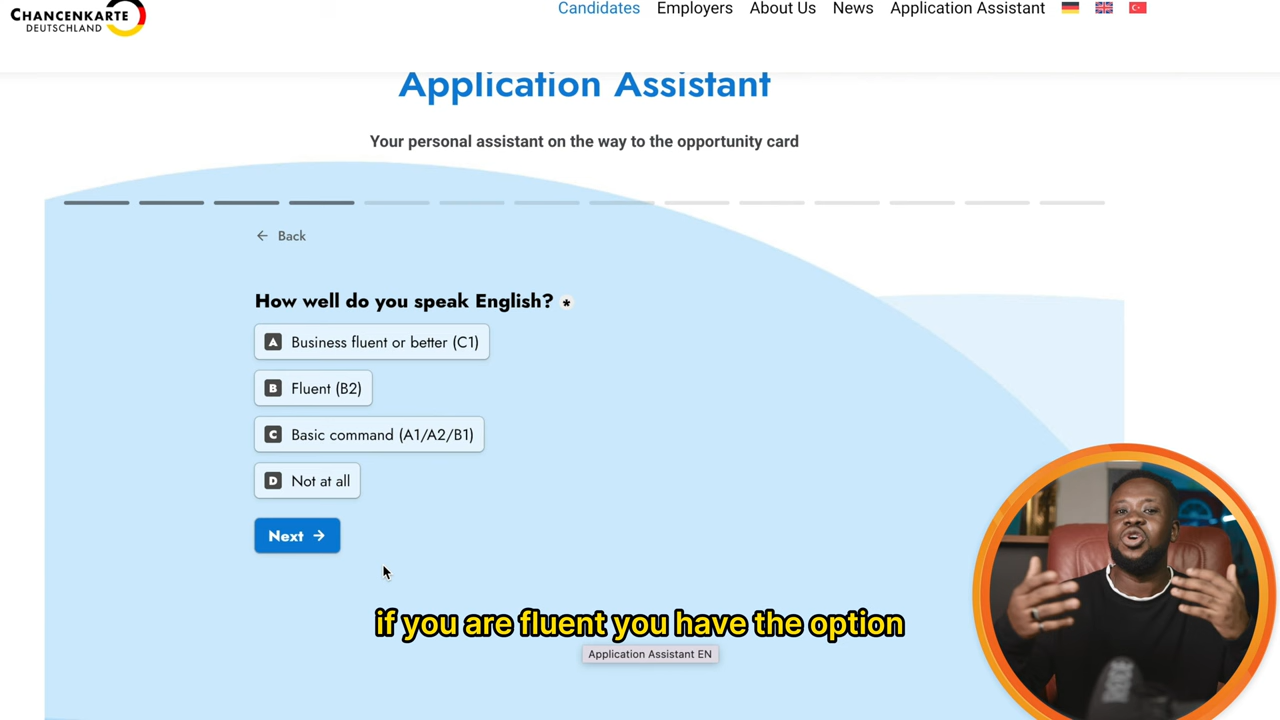 CHANCENKARTE
DEUTSCHLAND
Candidates Employers About Us News Application Assistant
Application Assistant
Your personal assistant on the way to the opportunity card
← Back
How well do you speak English? *
A Business fluent or better (C1)
B Fluent (B2)
C Basic command (A1/A2/B1)
D Not at all
Next →
if you are fluent you have the option
Application Assistant EN